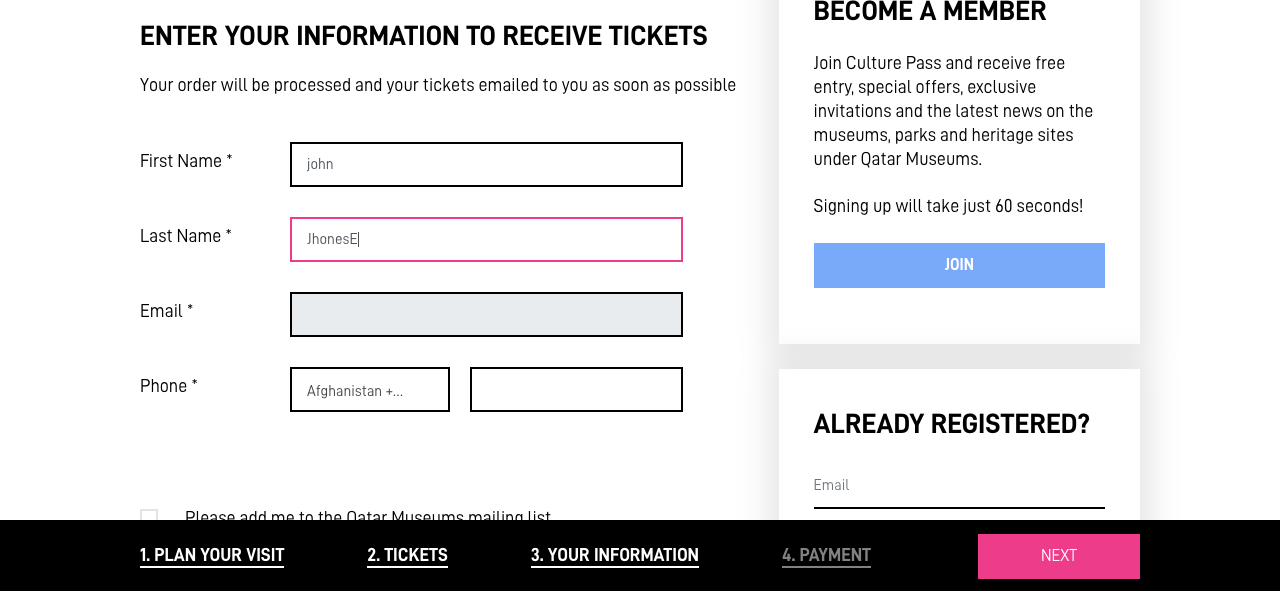 ENTER YOUR INFORMATION TO RECEIVE TICKETS
Your order will be processed and your tickets emailed to you as soon as possible
First Name *
john
Last Name *
JhonesE
Email *
Phone *
Afghanistan +...
Please add me to the Qatar Museums mailing list
BECOME A MEMBER
Join Culture Pass and receive free
entry, special offers, exclusive
invitations and the latest news on the
museums, parks and heritage sites
under Qatar Museums.
Signing up will take just 60 seconds!
JOIN
ALREADY REGISTERED?
Email
1. PLAN YOUR VISIT
2. TICKETS
3. YOUR INFORMATION
4. PAYMENT
NEXT